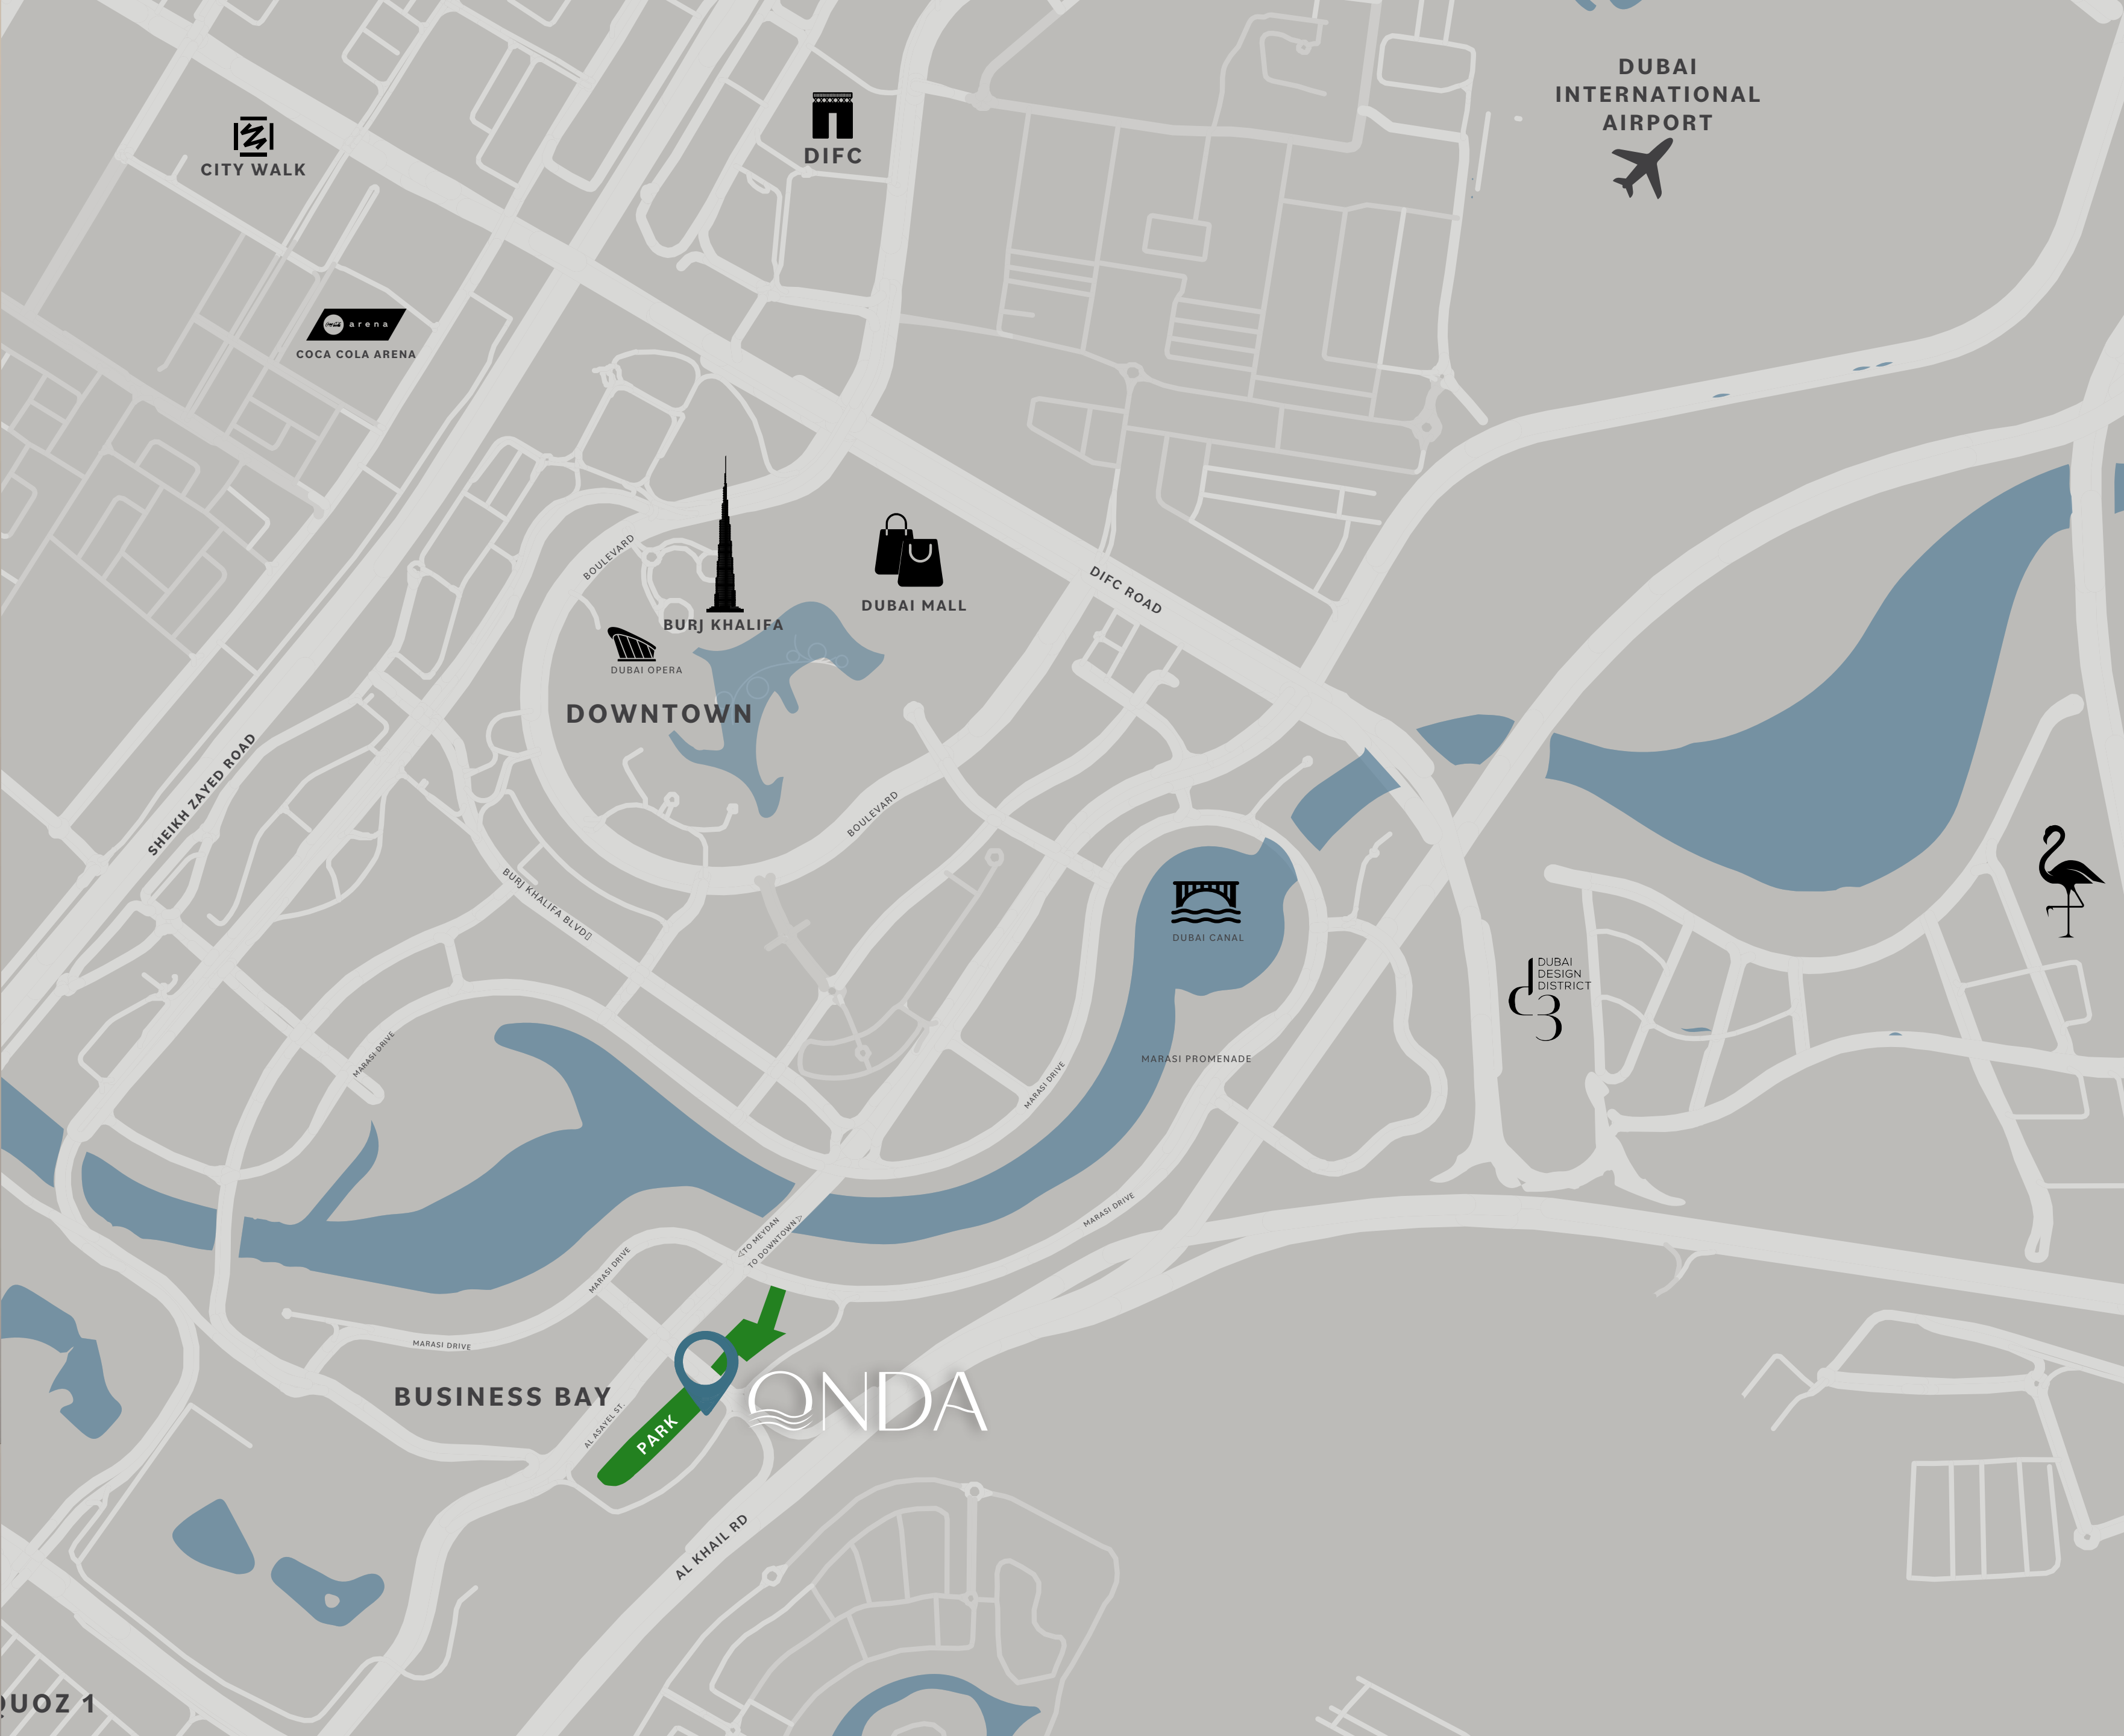 DUBAI
INTERNATIONAL
AIRPORT
DIFC
CITY WALK
arena
COCA COLA ARENA
BOULEVARD
BURJ KHALIFA
DUBAI MALL
DIFC ROAD
DUBAI OPERA
DOWNTOWN
SHEIKH ZAYED ROAD
BOULEVARD
BURJ KHALIFA BLVD
DUBAI CANAL
DUBAI
DESIGN
DISTRICT
d3
MARASI DRIVE
MARASI DRIVE
MARASI PROMENADE
MARASI DRIVE
TO MEYDAN
TO DOWNTOWN
MARASI DRIVE
MARASI DRIVE
BUSINESS BAY
AL ASAYEL ST.
PARK
ONDA
AL KHAIL RD
QUOZ 1